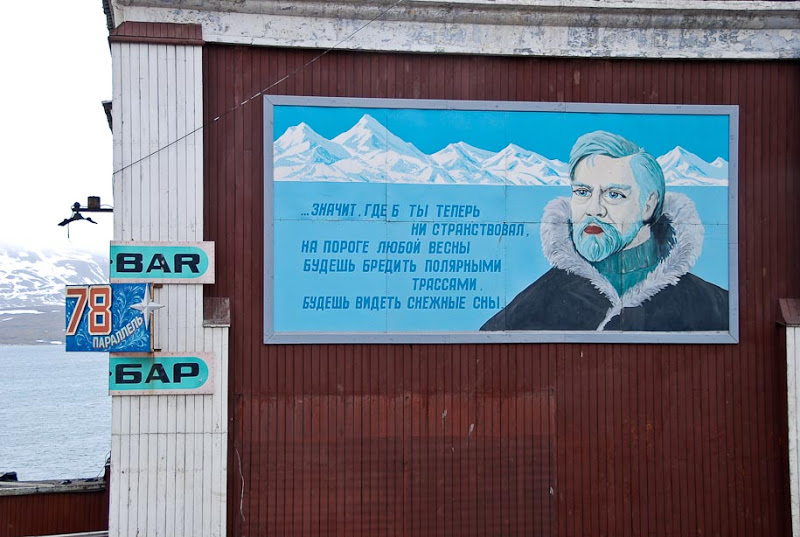 BAR
78
ПАРАЛЛЕЛЬ
БАР
...ЗНАЧИТ, ГДЕ Б ТЫ ТЕПЕРЬ
НИ СТРАНСТВОВАЛ,
НА ПОРОГЕ ЛЮБОЙ ВЕСНЫ
БУДЕШЬ БРЕДИТЬ ПОЛЯРНЫМИ
ТРАССАМИ,
БУДЕШЬ ВИДЕТЬ СНЕЖНЫЕ СНЫ.